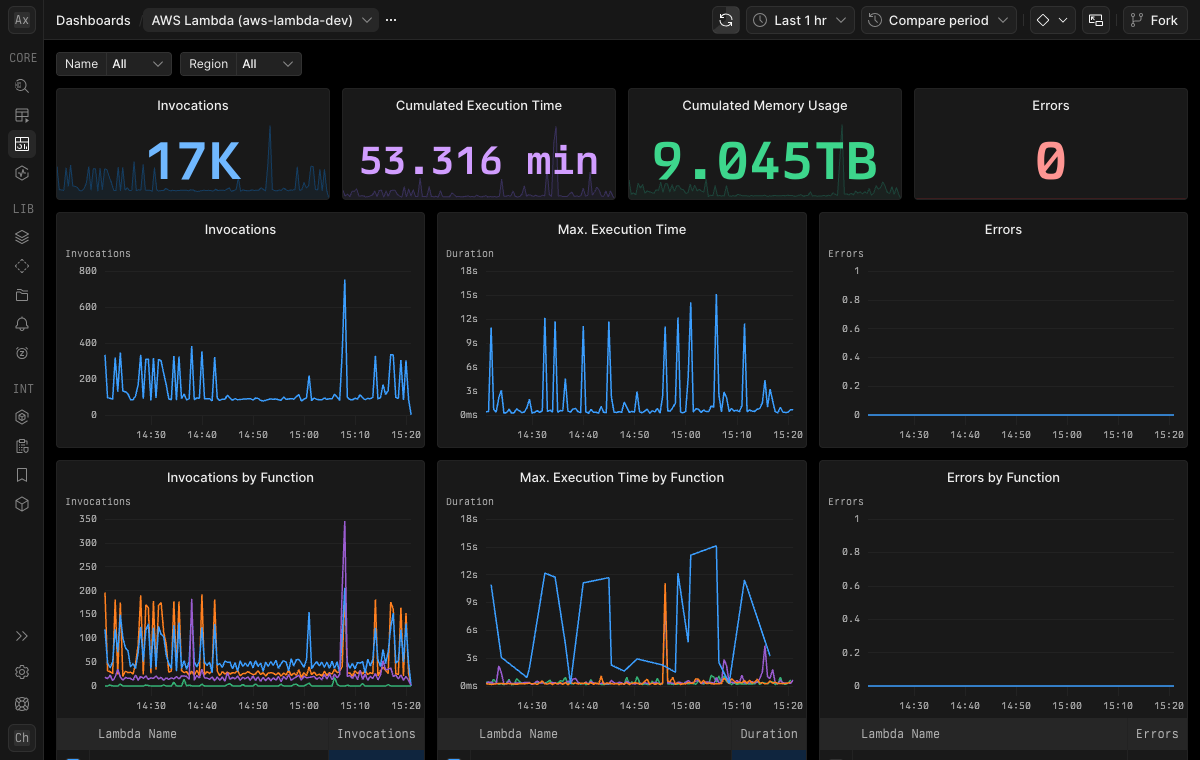 Ax
Dashboards AWS Lambda (aws-lambda-dev) ...
Last 1 hr Compare period Fork
CORE
LIB
INT
Ch
Name All Region All
Invocations
17K
Cumulated Execution Time
53.316 min
Cumulated Memory Usage
9.045TB
Errors
0
Invocations
Invocations
800
600
400
200
0
14:30 14:40 14:50 15:00 15:10 15:20
Max. Execution Time
Duration
18s
15s
12s
9s
6s
3s
0ms
14:30 14:40 14:50 15:00 15:10 15:20
Errors
Errors
1
0.8
0.6
0.4
0.2
0
14:30 14:40 14:50 15:00 15:10 15:20
Invocations by Function
Invocations
350
300
250
200
150
100
50
0
14:30 14:40 14:50 15:00 15:10 15:20
Lambda Name Invocations
Max. Execution Time by Function
Duration
18s
15s
12s
9s
6s
3s
0ms
14:30 14:40 14:50 15:00 15:10 15:20
Lambda Name Duration
Errors by Function
Errors
1
0.8
0.6
0.4
0.2
0
14:30 14:40 14:50 15:00 15:10 15:20
Lambda Name Errors